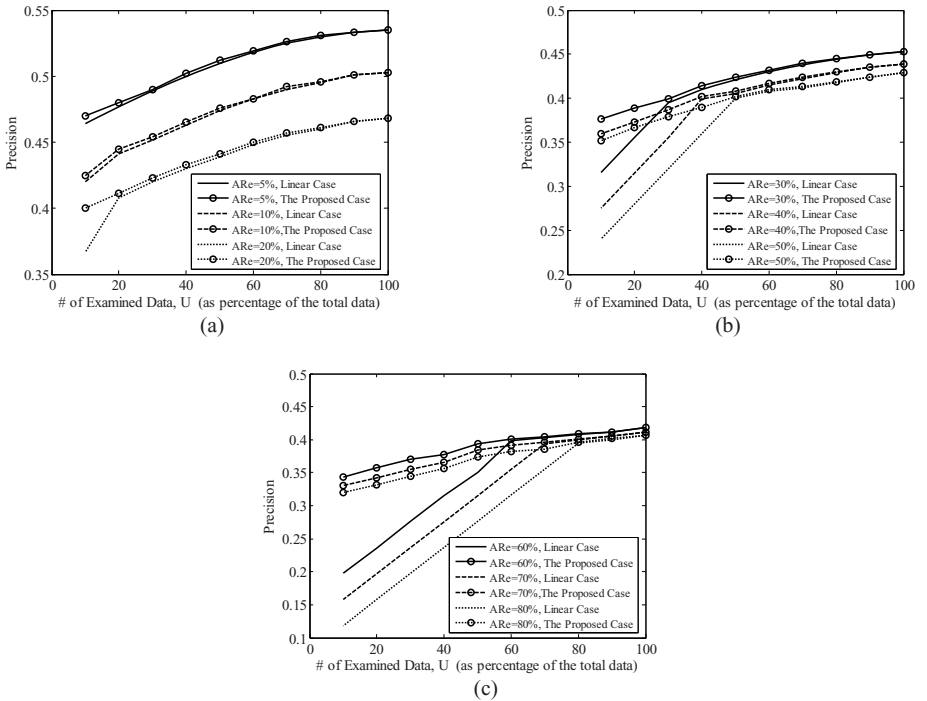 0.55
0.5
0.45
0.4
0.35
Precision
ARe=5%, Linear Case
ARe=5%, The Proposed Case
ARe=10%, Linear Case
ARe=10%,The Proposed Case
ARe=20%, Linear Case
ARe=20%, The Proposed Case
0 20 40 60 80 100
# of Examined Data, U (as percentage of the total data)
(a)
0.5
0.45
0.4
0.35
0.3
0.25
0.2
Precision
ARe=30%, Linear Case
ARe=30%, The Proposed Case
ARe=40%, Linear Case
ARe=40%,The Proposed Case
ARe=50%, Linear Case
ARe=50%, The Proposed Case
0 20 40 60 80 100
# of Examined Data, U (as percentage of the total data)
(b)
0.5
0.45
0.4
0.35
0.3
0.25
0.2
0.15
0.1
Precision
ARe=60%, Linear Case
ARe=60%, The Proposed Case
ARe=70%, Linear Case
ARe=70%,The Proposed Case
ARe=80%, Linear Case
ARe=80%, The Proposed Case
0 20 40 60 80 100
# of Examined Data, U (as percentage of the total data)
(c)